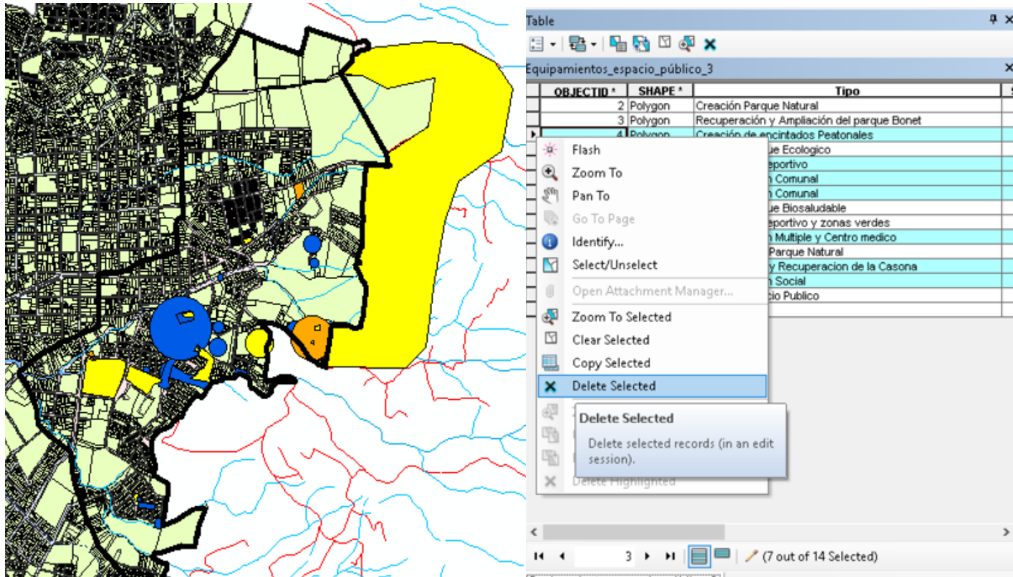 Table
Equipamientos_espacio_público_3
OBJECTID * SHAPE * Tipo S
2 Polygon Creación Parque Natural
3 Polygon Recuperación y Ampliación del parque Bonet
4 Polygon Creación de encintados Peatonales
ue Ecologico
eportivo
n Comunal
n Comunal
ue Biosaludable
eportivo y zonas verdes
n Multiple y Centro medico
Parque Natural
y Recuperacion de la Casona
n Social
cio Publico
Flash
Zoom To
Pan To
Go To Page
Identify...
Select/Unselect
Open Attachment Manager...
Zoom To Selected
Clear Selected
Copy Selected
Delete Selected
Delete Selected
Delete selected records (in an edit
session).
Delete Highlighted
3
(7 out of 14 Selected)